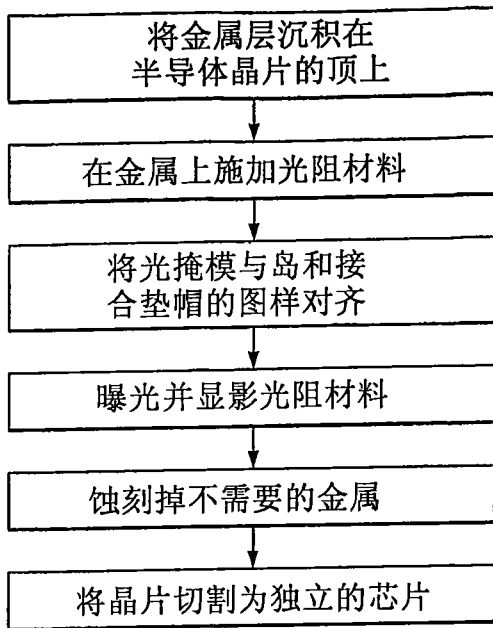 将金属层沉积在
半导体晶片的顶上
在金属上施加光阻材料
将光掩模与岛和接
合垫帽的图样对齐
曝光并显影光阻材料
蚀刻掉不需要的金属
将晶片切割为独立的芯片